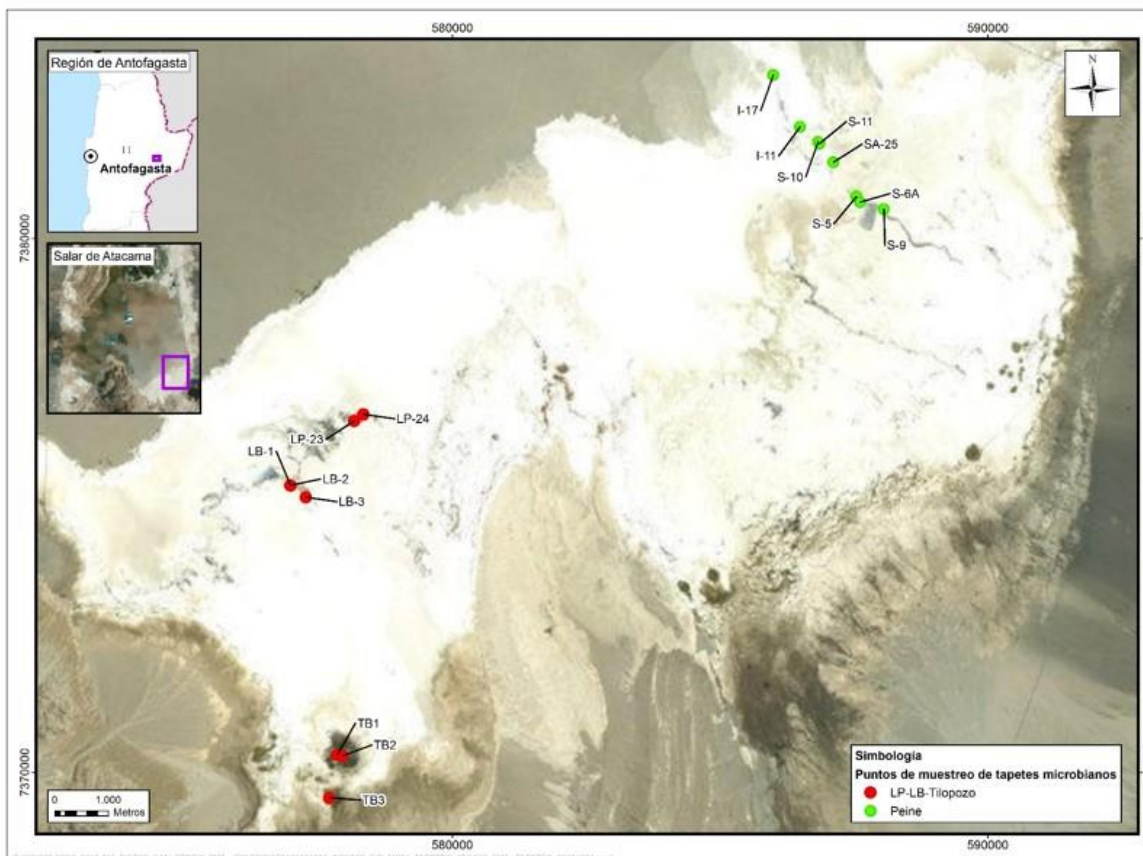 580000
590000
Región de Antofagasta
II
Antofagasta
Salar de Atacama
N
I-17
I-11
S-11
SA-25
S-10
S-6A
S-5
S-9
7380000
LP-24
LP-23
LB-1
LB-2
LB-3
TB1
TB2
TB3
7370000
0 1.000
Metros
Simbología
Puntos de muestreo de tapetes microbianos
LP-LB-Tilopozo
Peine
580000
590000